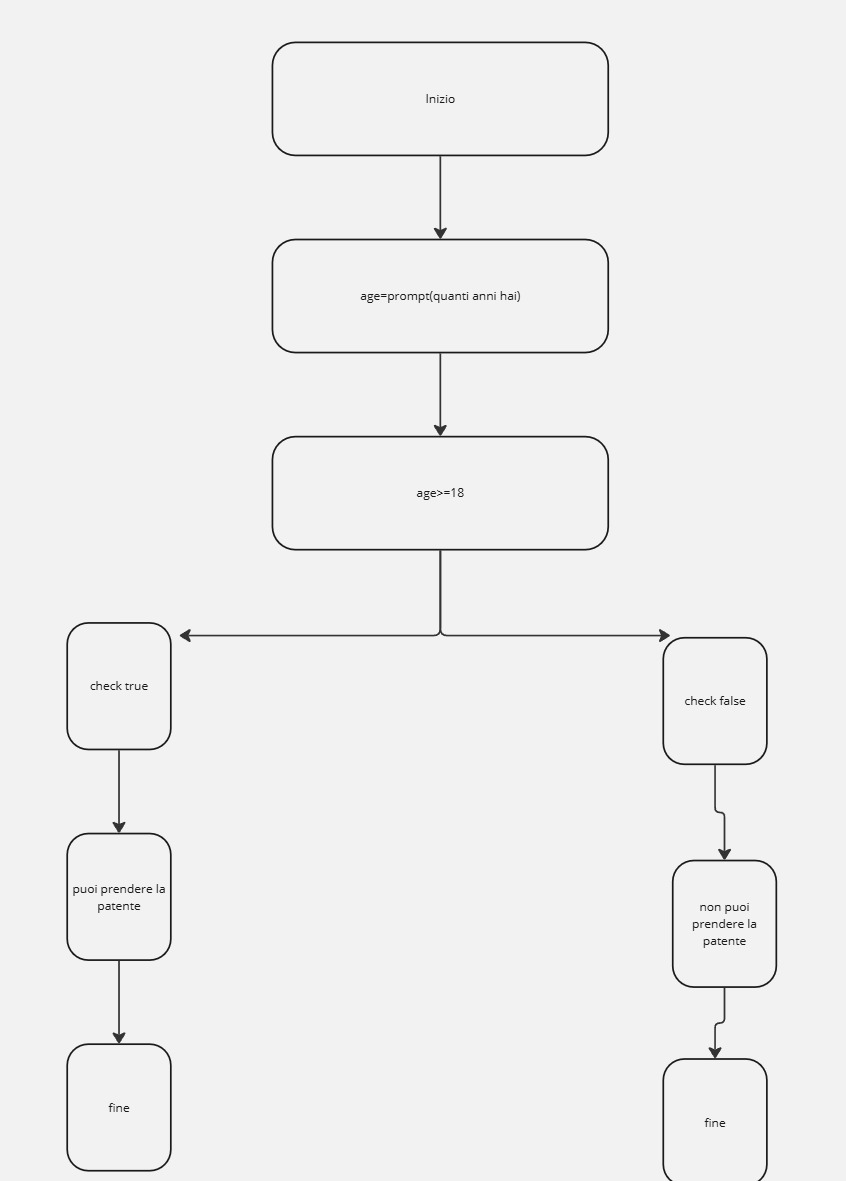 Inizio
age=prompt(quanti anni hai)
age>=18
check true
check false
puoi prendere la
patente
non puoi
prendere la
patente
fine
fine